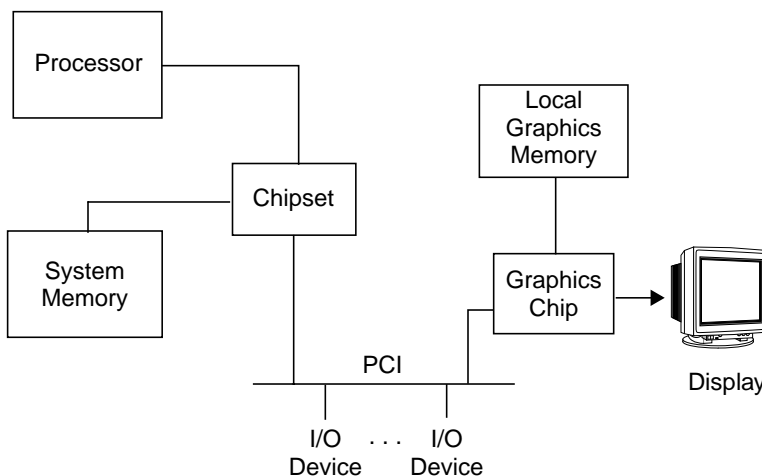 Processor
Local
Graphics
Memory
Chipset
System
Memory
Graphics
Chip
PCI
Display
I/O . . . I/O
Device Device